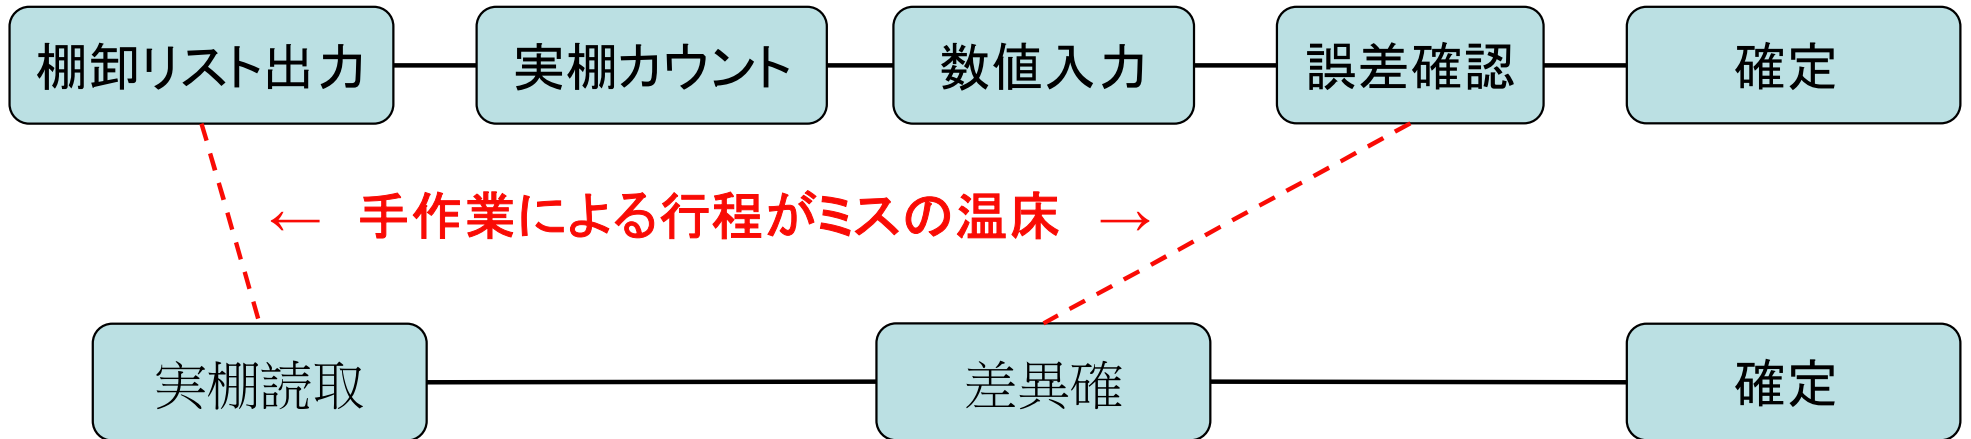 棚卸リスト出力
実棚カウント
数値入力
誤差確認
確定
← 手作業による行程がミスの温床 →
実棚読取
差異確
確定